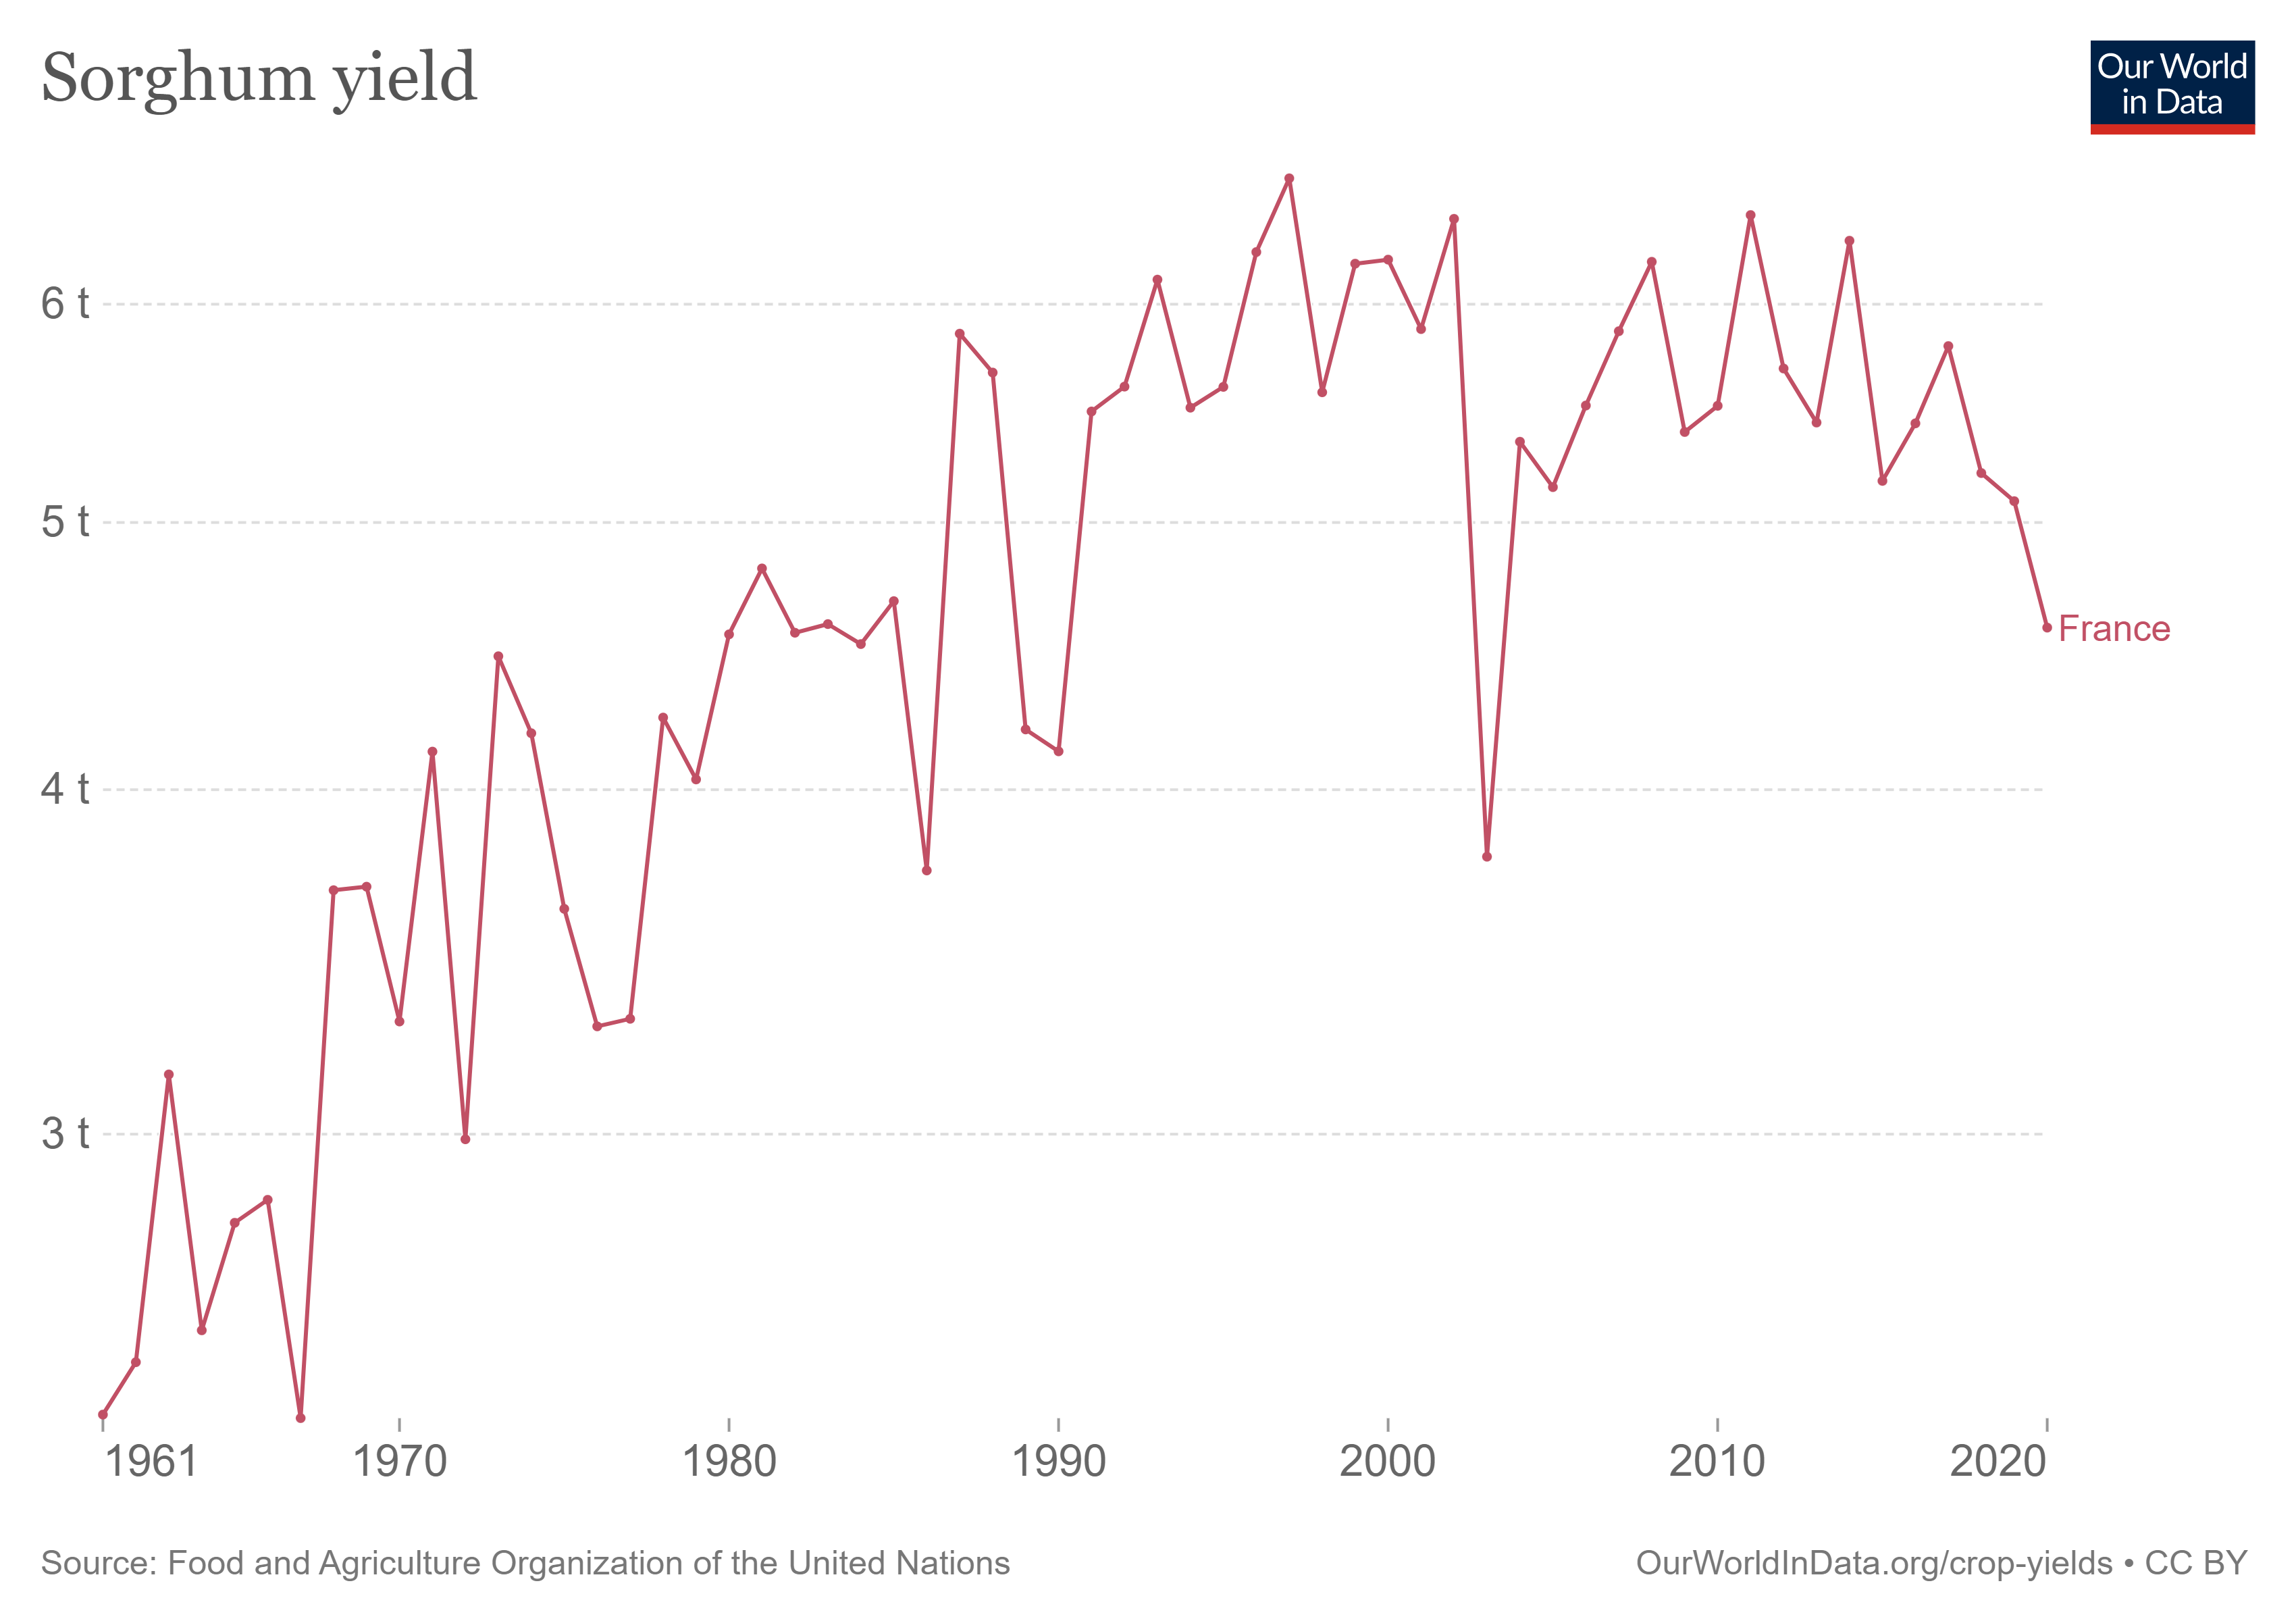 Sorghum yield
Our World
in Data
6 t
5 t
4 t
3 t
France
1961
1970
1980
1990
2000
2010
2020
Source: Food and Agriculture Organization of the United Nations
OurWorldInData.org/crop-yields • CC BY